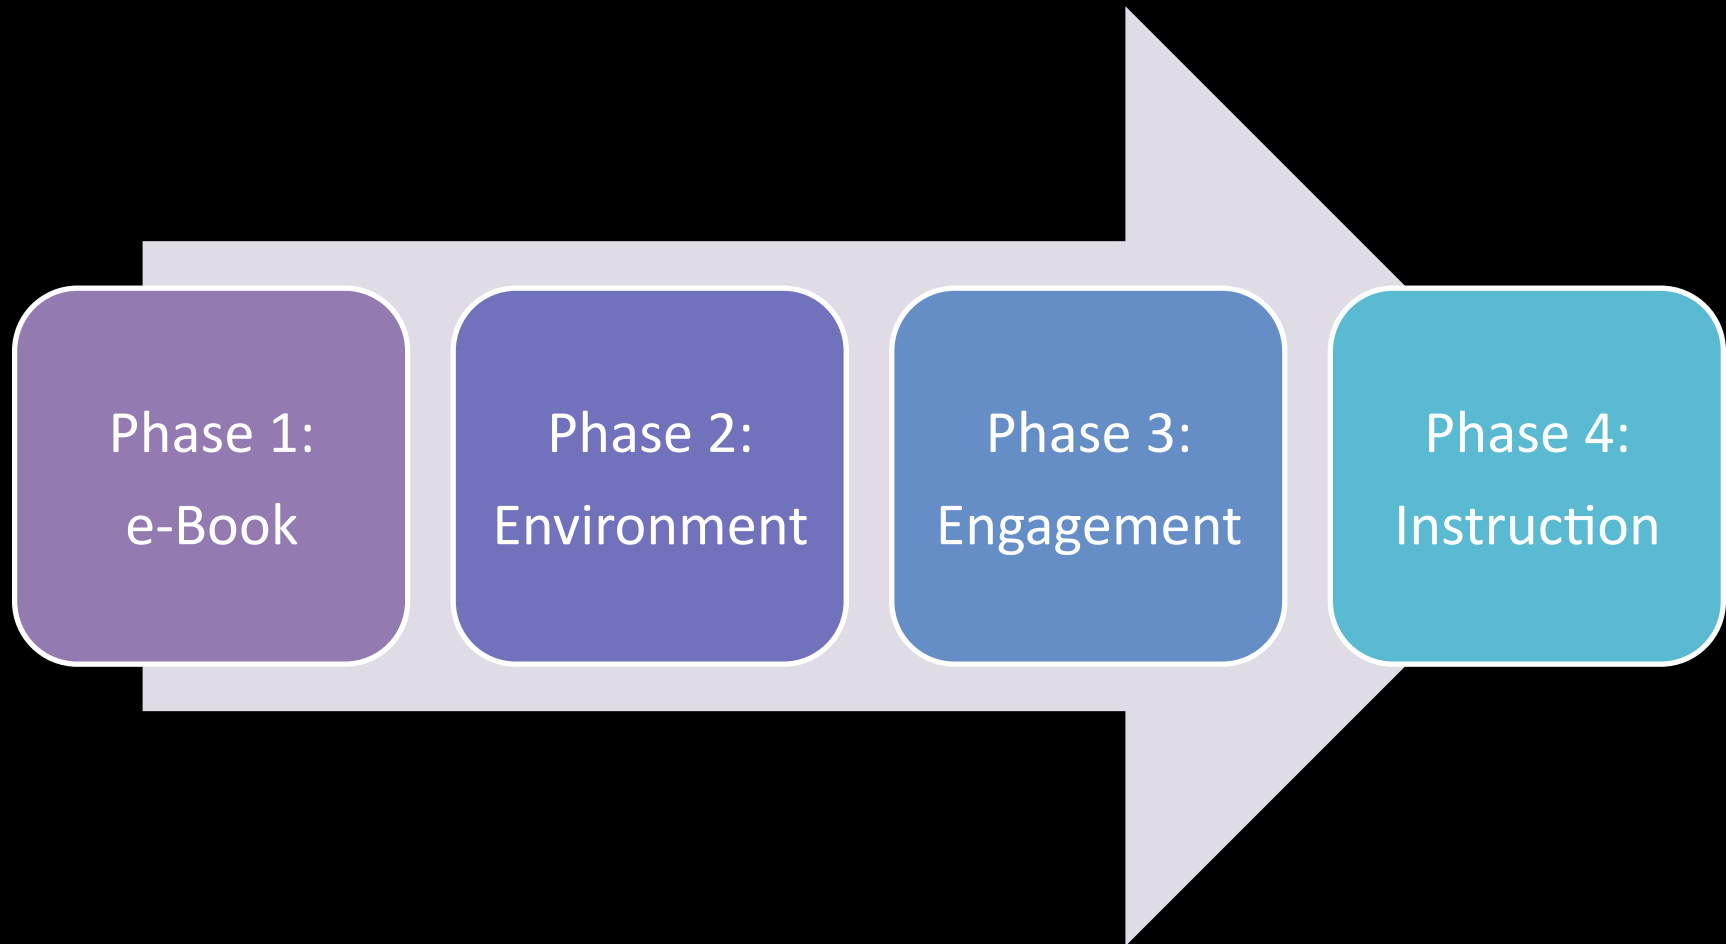 Phase 1:
e-Book
Phase 2:
Environment
Phase 3:
Engagement
Phase 4:
Instruction